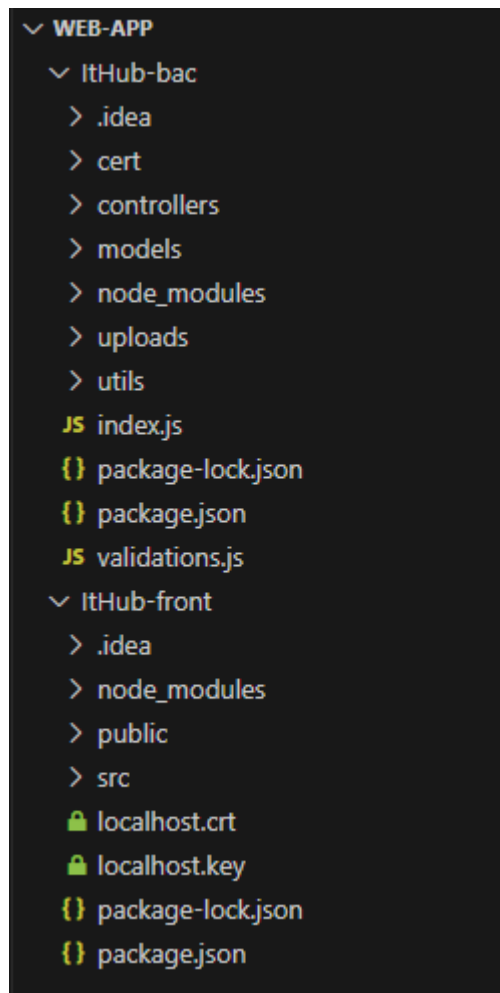 WEB-APP
ItHub-bac
.idea
cert
controllers
models
node_modules
uploads
utils
JS index.js
{} package-lock.json
{} package.json
JS validations.js
ItHub-front
.idea
node_modules
public
src
localhost.crt
localhost.key
{} package-lock.json
{} package.json